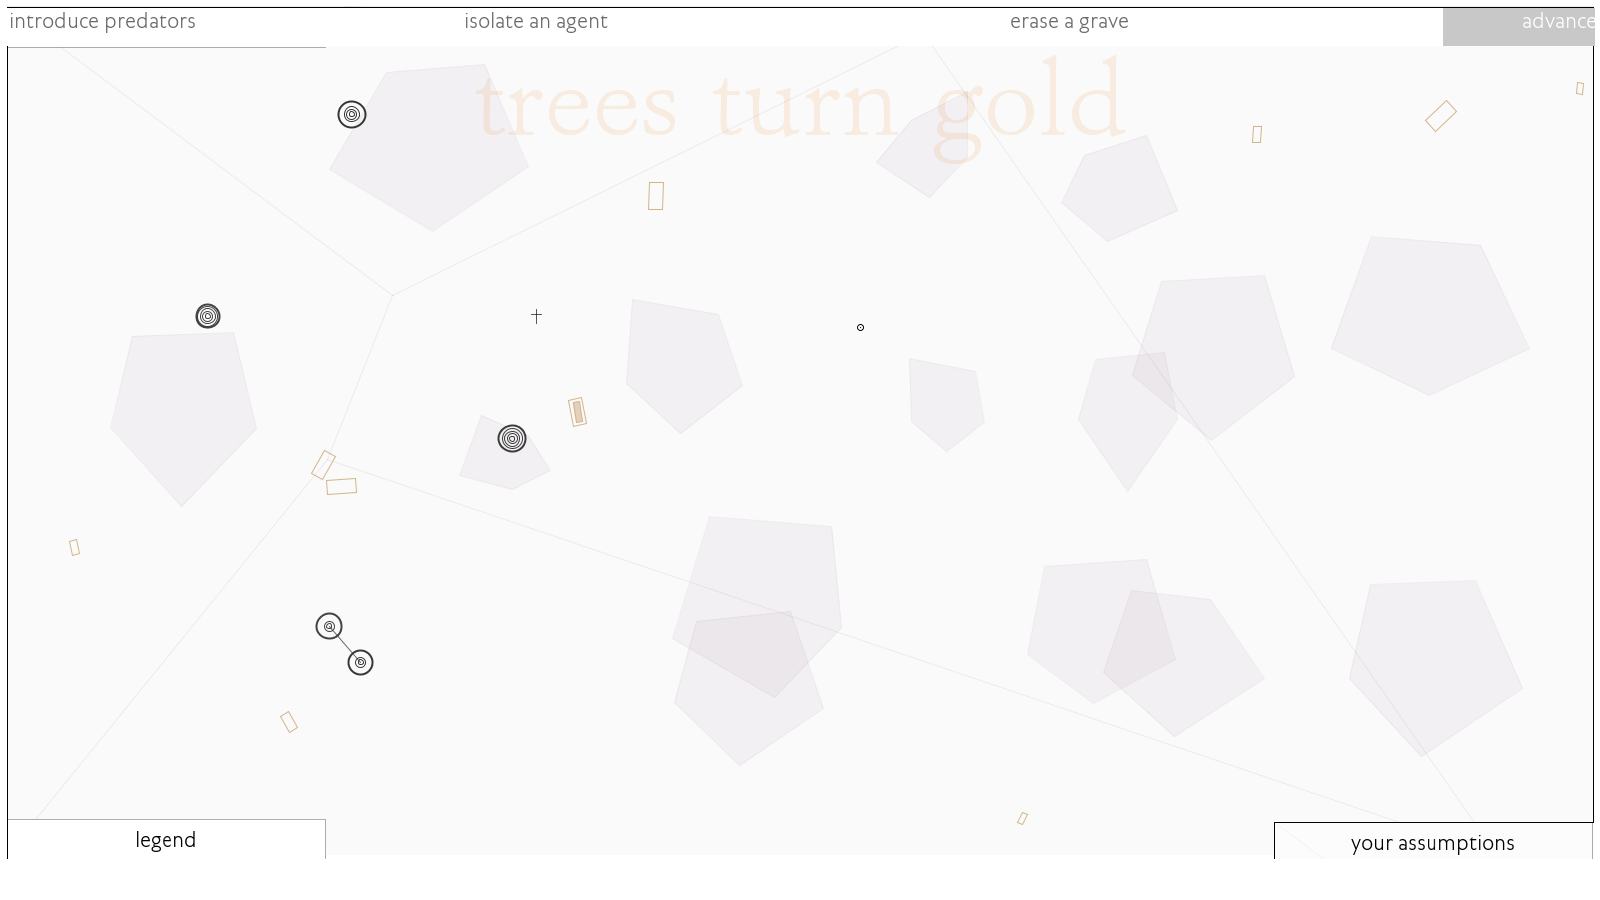 introduce predators
isolate an agent
erase a grave
advance
trees turn gold
legend
your assumptions